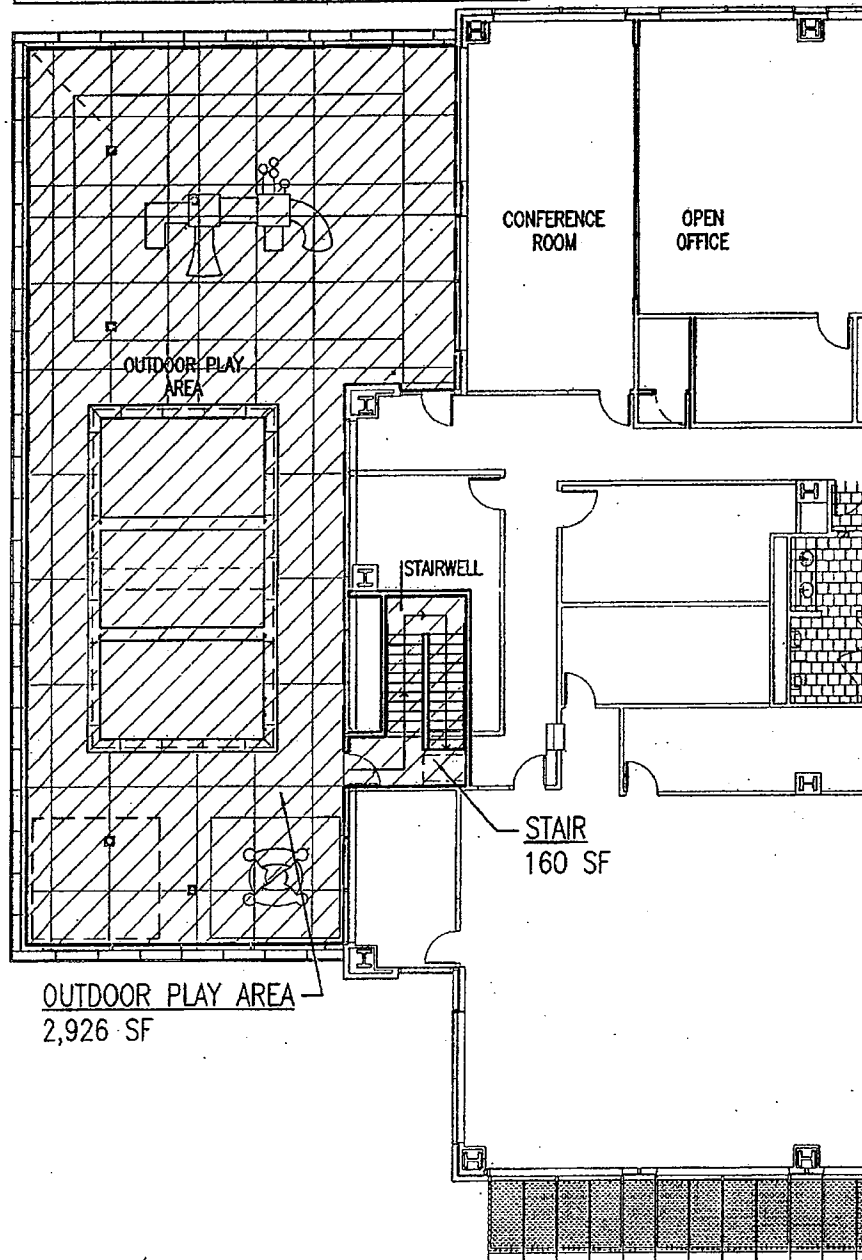 CONFERENCE
ROOM
OPEN
OFFICE
OUTDOOR PLAY
AREA
STAIRWELL
STAIR
160 SF
OUTDOOR PLAY AREA
2,926 SF